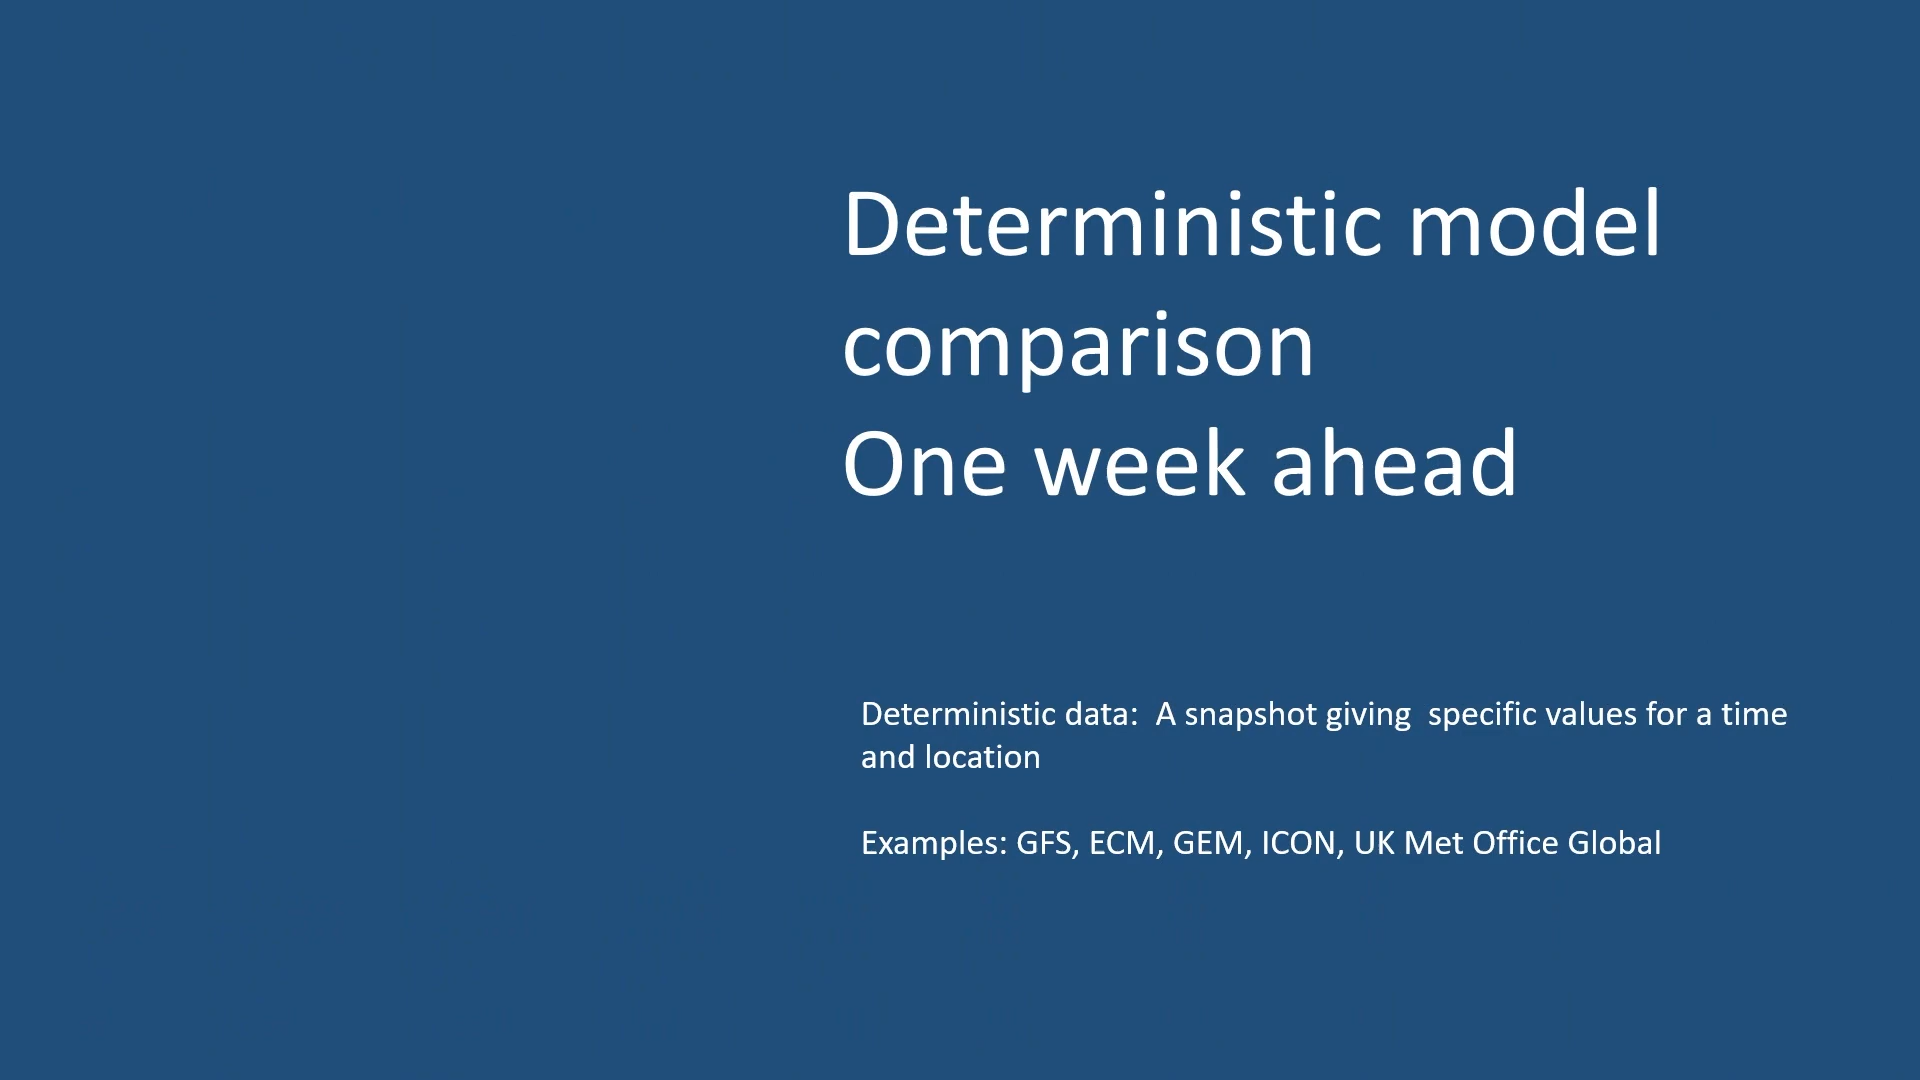 Deterministic model
comparison
One week ahead
Deterministic data:  A snapshot giving  specific values for a time
and location
Examples: GFS, ECM, GEM, ICON, UK Met Office Global